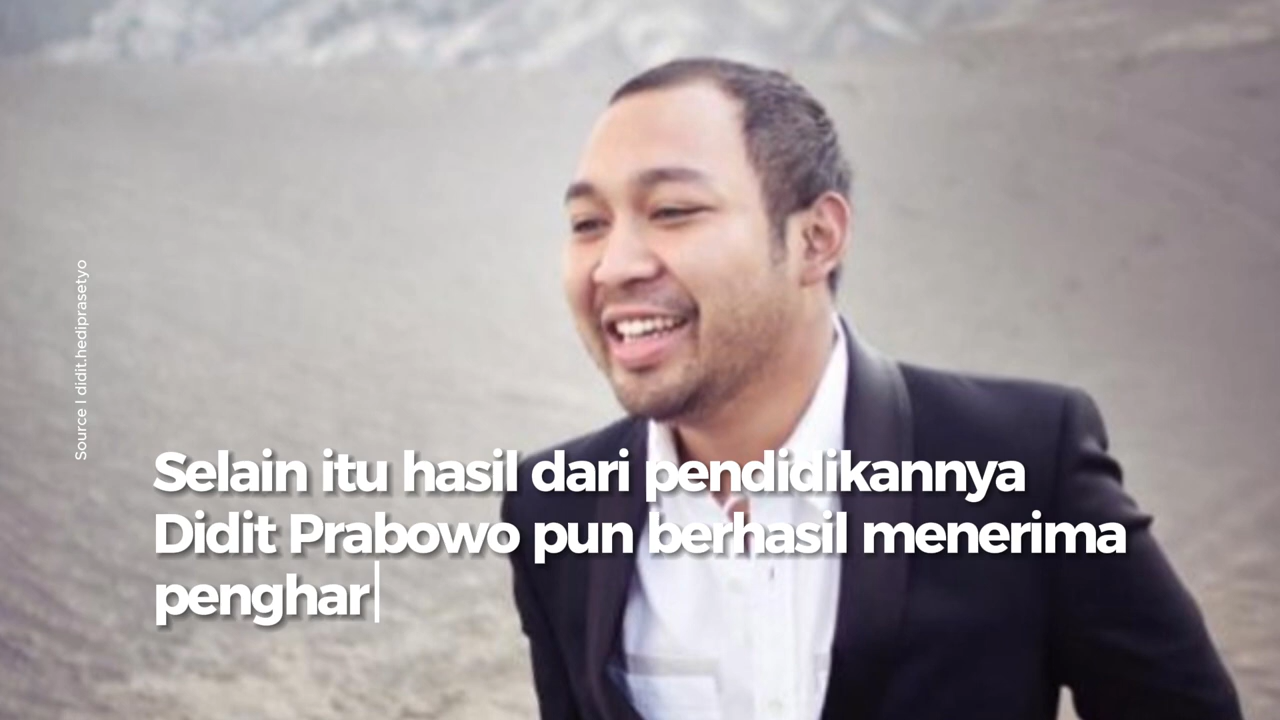 Source | didit.hediprasetyo
Selain itu hasil dari pendidikannya
Didit Prabowo pun berhasil menerima
penghar